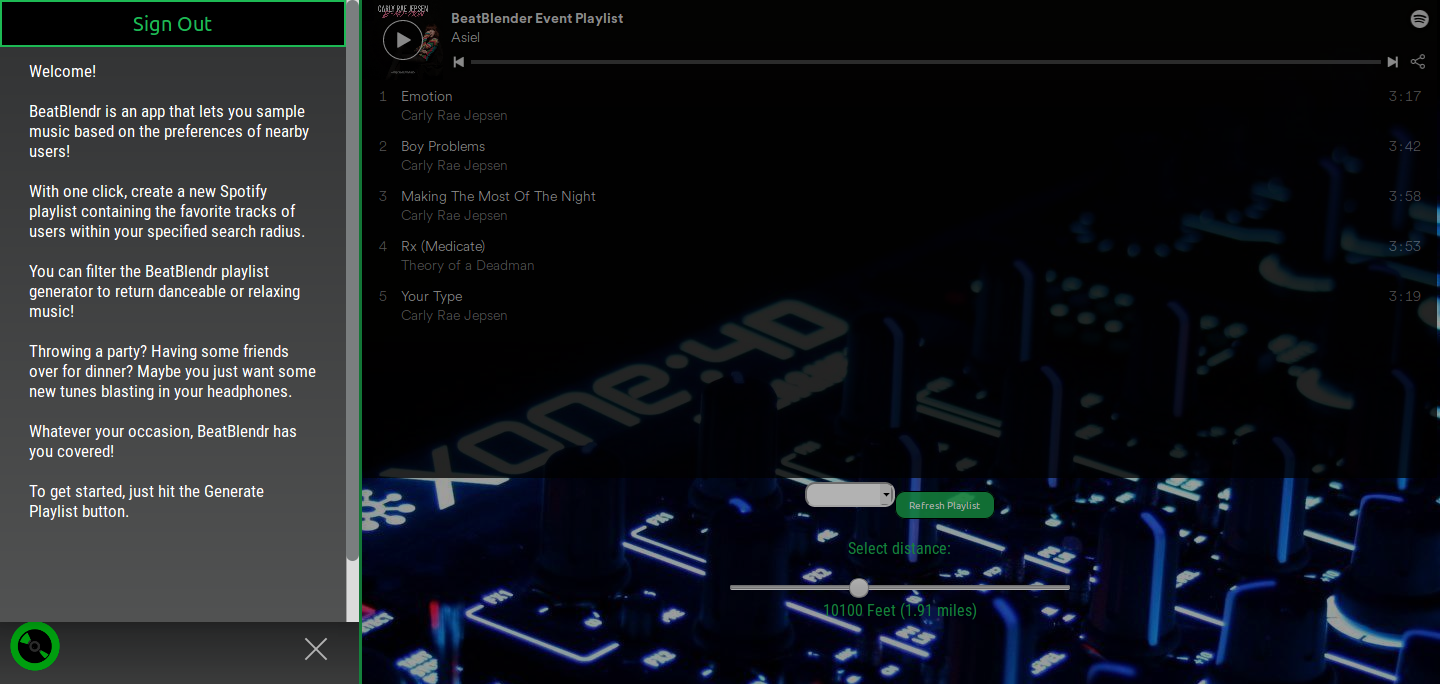 Sign Out
Welcome!
BeatBlendr is an app that lets you sample
music based on the preferences of nearby
users!
With one click, create a new Spotify
playlist containing the favorite tracks of
users within your specified search radius.
You can filter the BeatBlendr playlist
generator to return danceable or relaxing
music!
Throwing a party? Having some friends
over for dinner? Maybe you just want some
new tunes blasting in your headphones.
Whatever your occasion, BeatBlendr has
you covered!
To get started, just hit the Generate
Playlist button.
CARLY RAE JEPSEN
BeatBlender Event Playlist
Asiel
1 Emotion 3:17
Carly Rae Jepsen
2 Boy Problems 3:42
Carly Rae Jepsen
3 Making The Most Of The Night 3:58
Carly Rae Jepsen
4 Rx (Medicate) 3:53
Theory of a Deadman
5 Your Type 3:19
Carly Rae Jepsen
XONE:4D
Refresh Playlist
Select distance:
10100 Feet (1.91 miles)
PX1
PX2